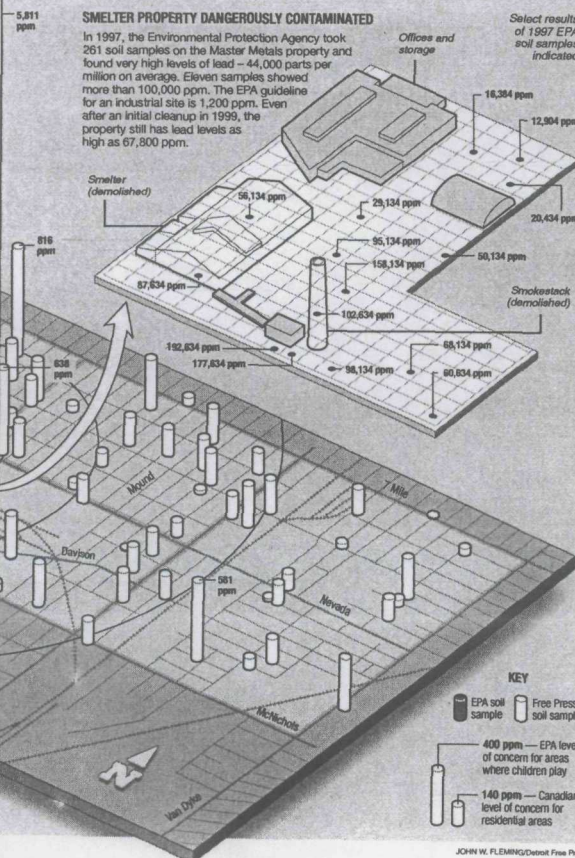 5,811
ppm
SMELTER PROPERTY DANGEROUSLY CONTAMINATED
In 1997, the Environmental Protection Agency took
261 soil samples on the Master Metals property and
found very high levels of lead – 44,000 parts per
million on average. Eleven samples showed
more than 100,000 ppm. The EPA guideline
for an industrial site is 1,200 ppm. Even
after an initial cleanup in 1999, the
property still has lead levels as
high as 67,800 ppm.
Offices and
storage
Select results
of 1997 EPA
soil samples
indicated
16,384 ppm
12,904 ppm
Smelter
(demolished)
56,134 ppm
29,134 ppm
20,434 ppm
95,134 ppm
50,134 ppm
158,134 ppm
816
ppm
87,634 ppm
Smokestack
(demolished)
102,634 ppm
192,634 ppm
68,134 ppm
177,634 ppm
98,134 ppm
60,634 ppm
638
ppm
Mound
7 Mile
Davison
581
ppm
Nevada
McNichols
N
Van Dyke
KEY
EPA soil
sample
Free Press
soil sampl
400 ppm — EPA leve
of concern for areas
where children play
140 ppm — Canadian
level of concern for
residential areas
JOHN W. FLEMING/Detroit Free Pr